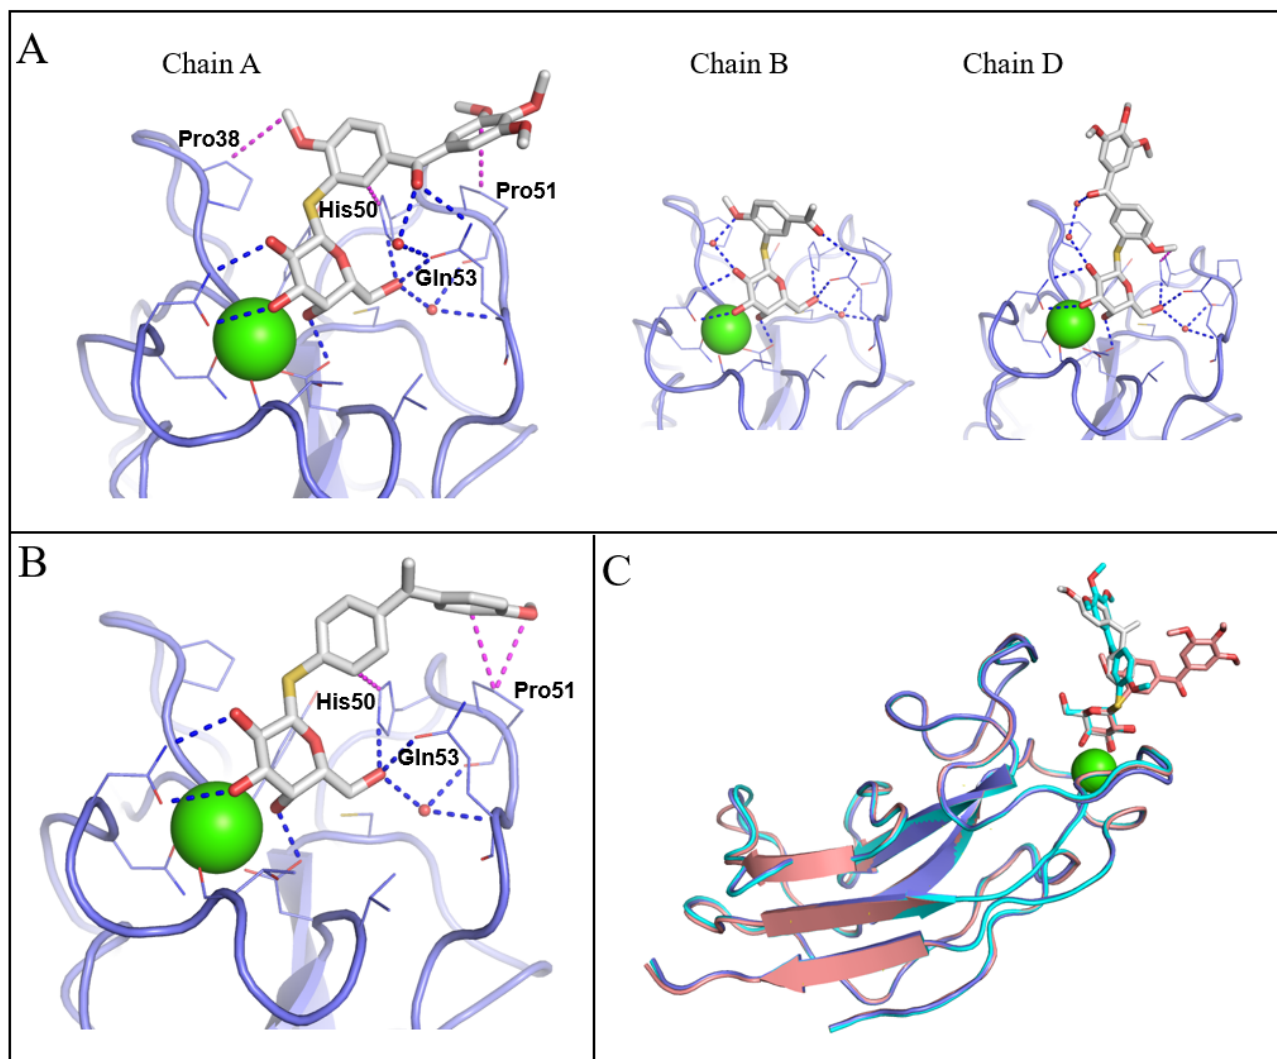 A
Chain A
Chain B
Chain D
Pro38
His50
Pro51
Gln53
B
His50
Pro51
Gln53
C